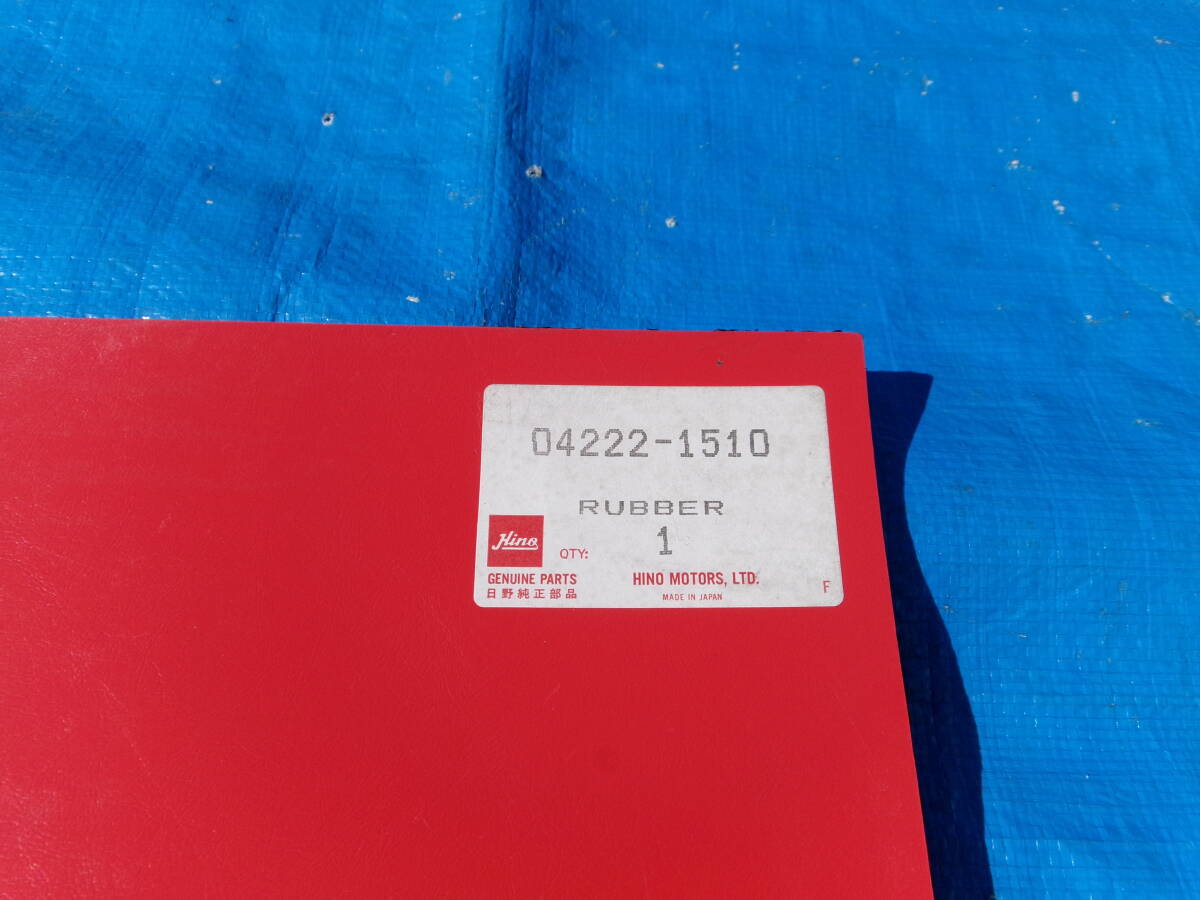 04222-1510
RUBBER
Hino
QTY: 1
GENUINE PARTS
日野純正部品
HINO MOTORS, LTD.
MADE IN JAPAN
F